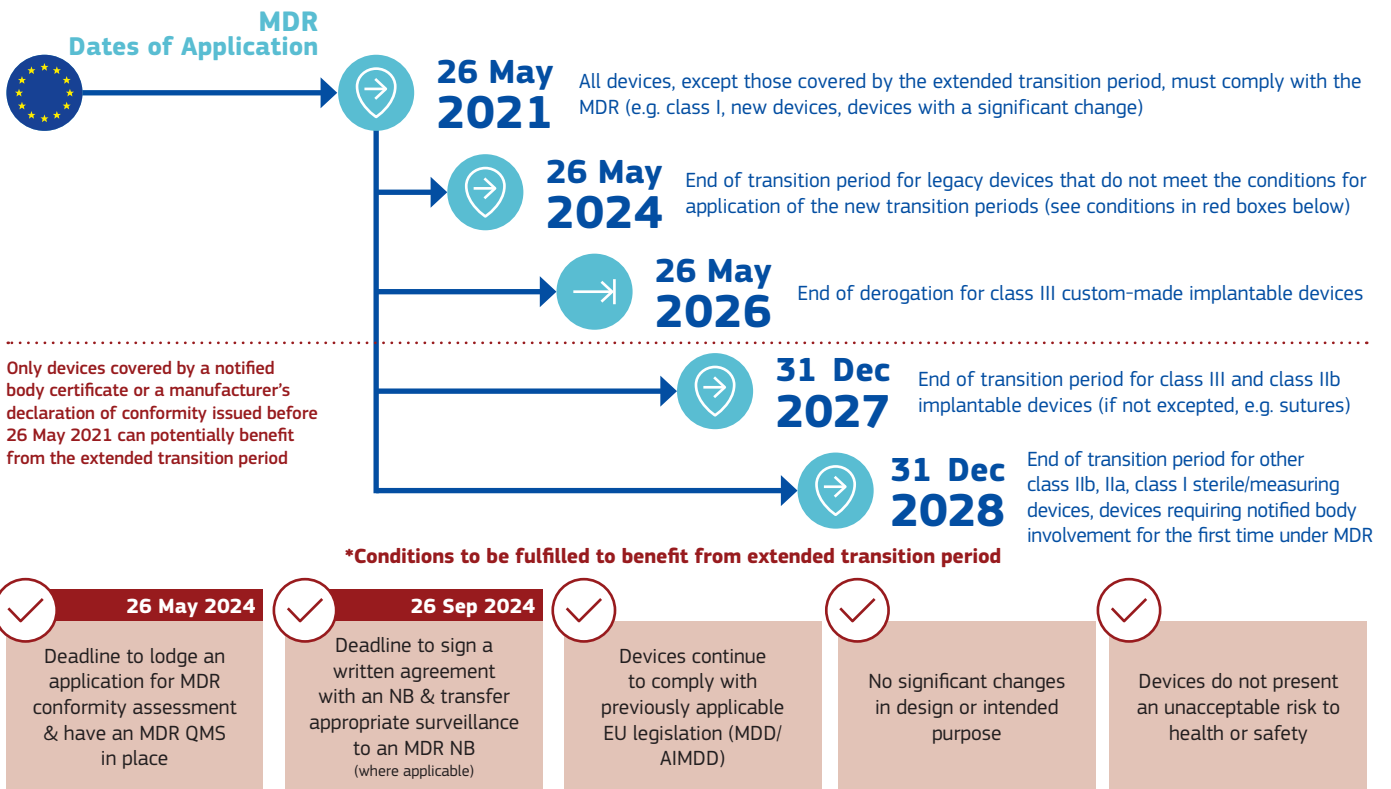 MDR
Dates of Application
26 May
2021
All devices, except those covered by the extended transition period, must comply with the
MDR (e.g. class I, new devices, devices with a significant change)
26 May
2024
End of transition period for legacy devices that do not meet the conditions for
application of the new transition periods (see conditions in red boxes below)
26 May
2026
End of derogation for class III custom-made implantable devices
Only devices covered by a notified
body certificate or a manufacturer's
declaration of conformity issued before
26 May 2021 can potentially benefit
from the extended transition period
31 Dec
2027
End of transition period for class III and class IIb
implantable devices (if not excepted, e.g. sutures)
31 Dec
2028
End of transition period for other
class IIb, IIa, class I sterile/measuring
devices, devices requiring notified body
involvement for the first time under MDR
*Conditions to be fulfilled to benefit from extended transition period
26 May 2024
Deadline to lodge an
application for MDR
conformity assessment
& have an MDR QMS
in place
26 Sep 2024
Deadline to sign a
written agreement
with an NB & transfer
appropriate surveillance
to an MDR NB
(where applicable)
Devices continue
to comply with
previously applicable
EU legislation (MDD/
AIMDD)
No significant changes
in design or intended
purpose
Devices do not present
an unacceptable risk to
health or safety